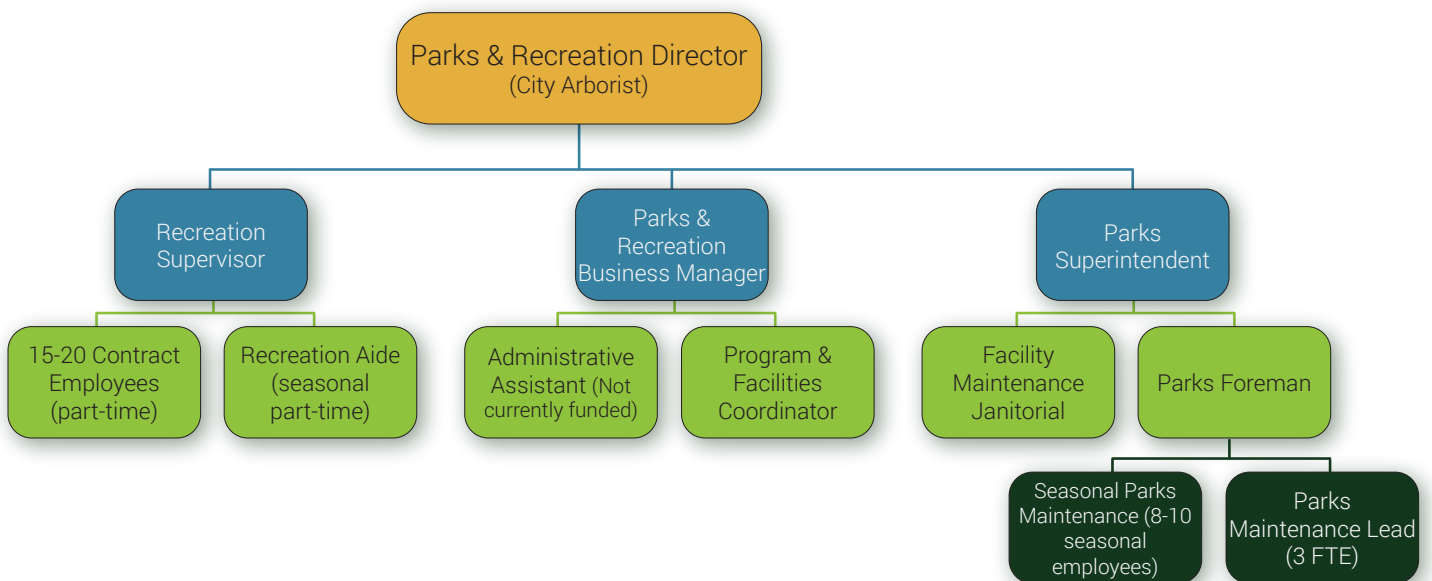 Parks & Recreation Director
(City Arborist)
Recreation
Supervisor
Parks &
Recreation
Business Manager
Parks
Superintendent
15-20 Contract
Employees
(part-time)
Recreation Aide
(seasonal
part-time)
Administrative
Assistant (Not
currently funded)
Program &
Facilities
Coordinator
Facility
Maintenance
Janitorial
Parks Foreman
Seasonal Parks
Maintenance (8-10
seasonal
employees)
Parks
Maintenance Lead
(3 FTE)